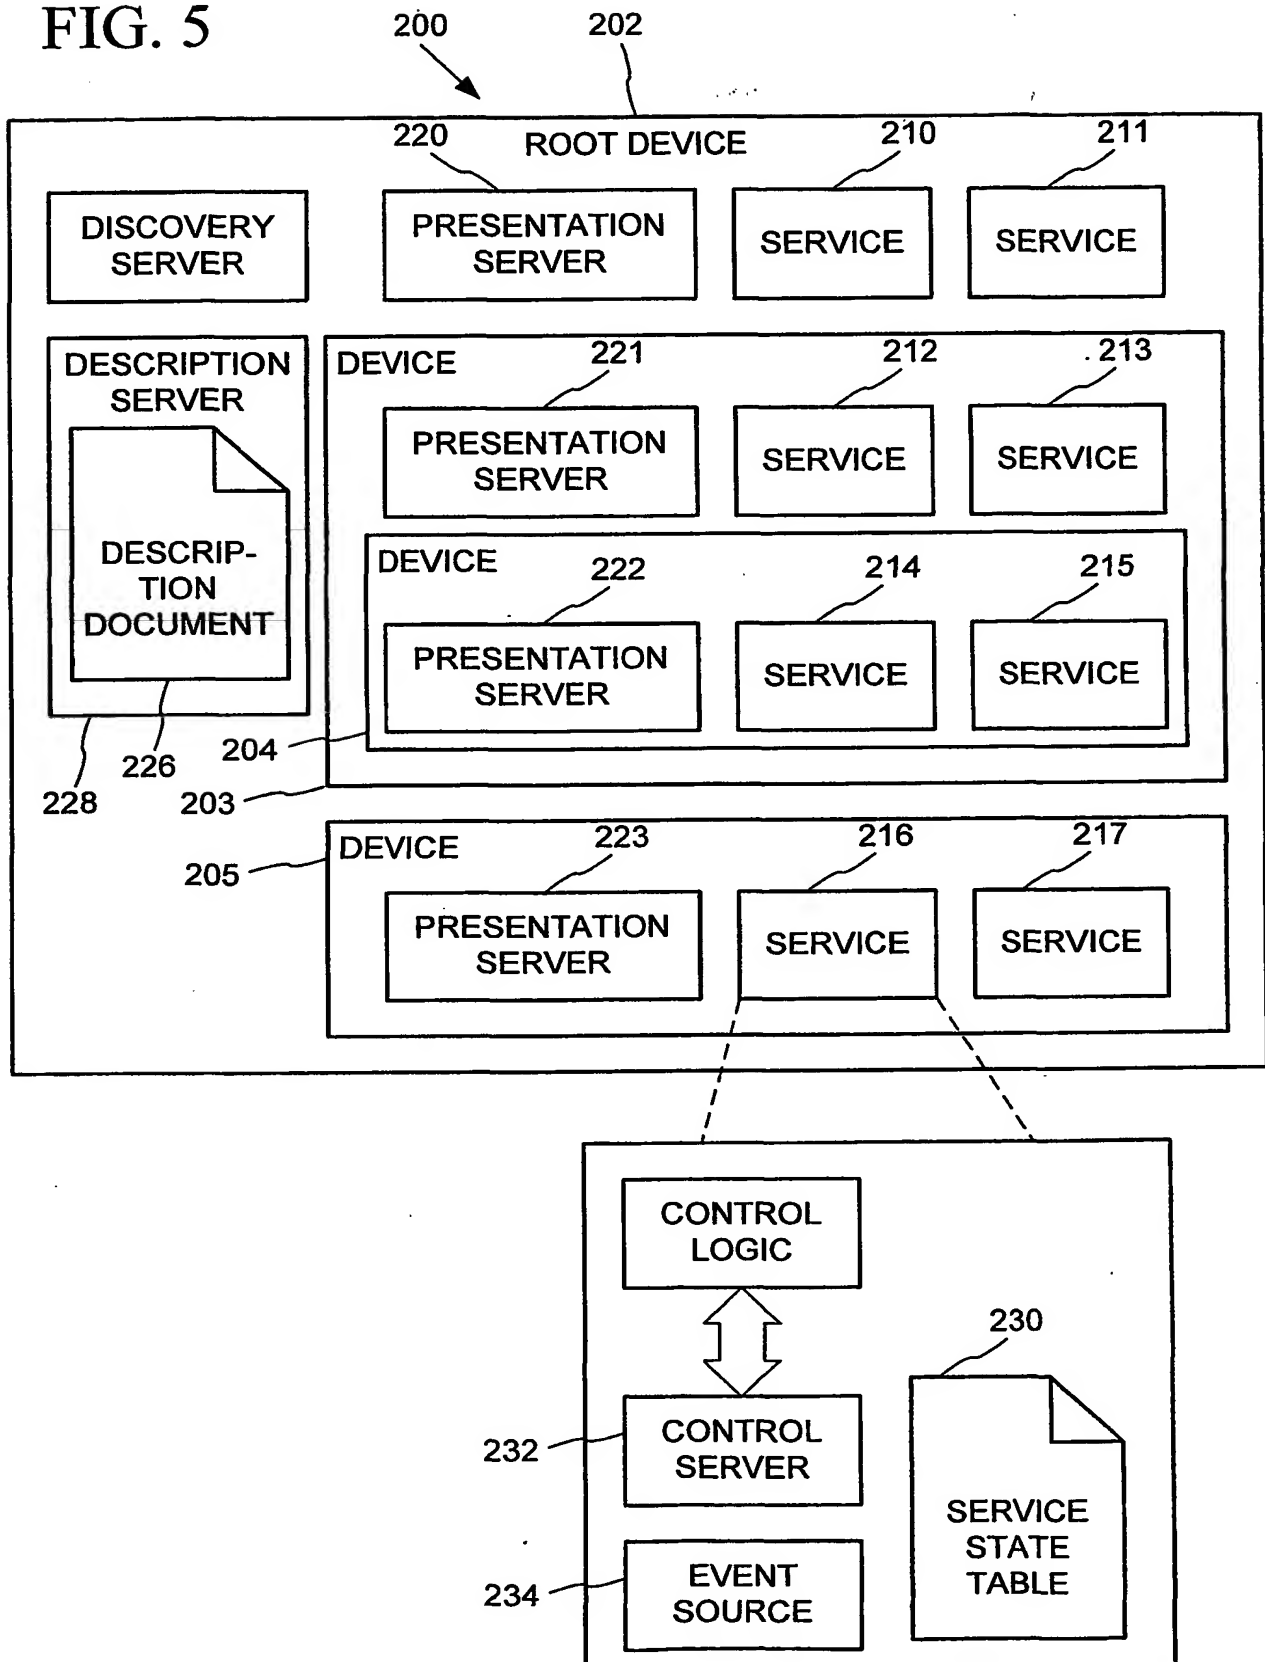 FIG. 5
200
202
220
ROOT DEVICE
210
211
DISCOVERY
SERVER
PRESENTATION
SERVER
SERVICE
SERVICE
DESCRIPTION
SERVER
DESCRIP-
TION
DOCUMENT
226
228
DEVICE
221
212
213
PRESENTATION
SERVER
SERVICE
SERVICE
DEVICE
222
214
215
PRESENTATION
SERVER
SERVICE
SERVICE
204
203
DEVICE
223
216
217
205
PRESENTATION
SERVER
SERVICE
SERVICE
CONTROL
LOGIC
230
232
CONTROL
SERVER
SERVICE
STATE
TABLE
234
EVENT
SOURCE